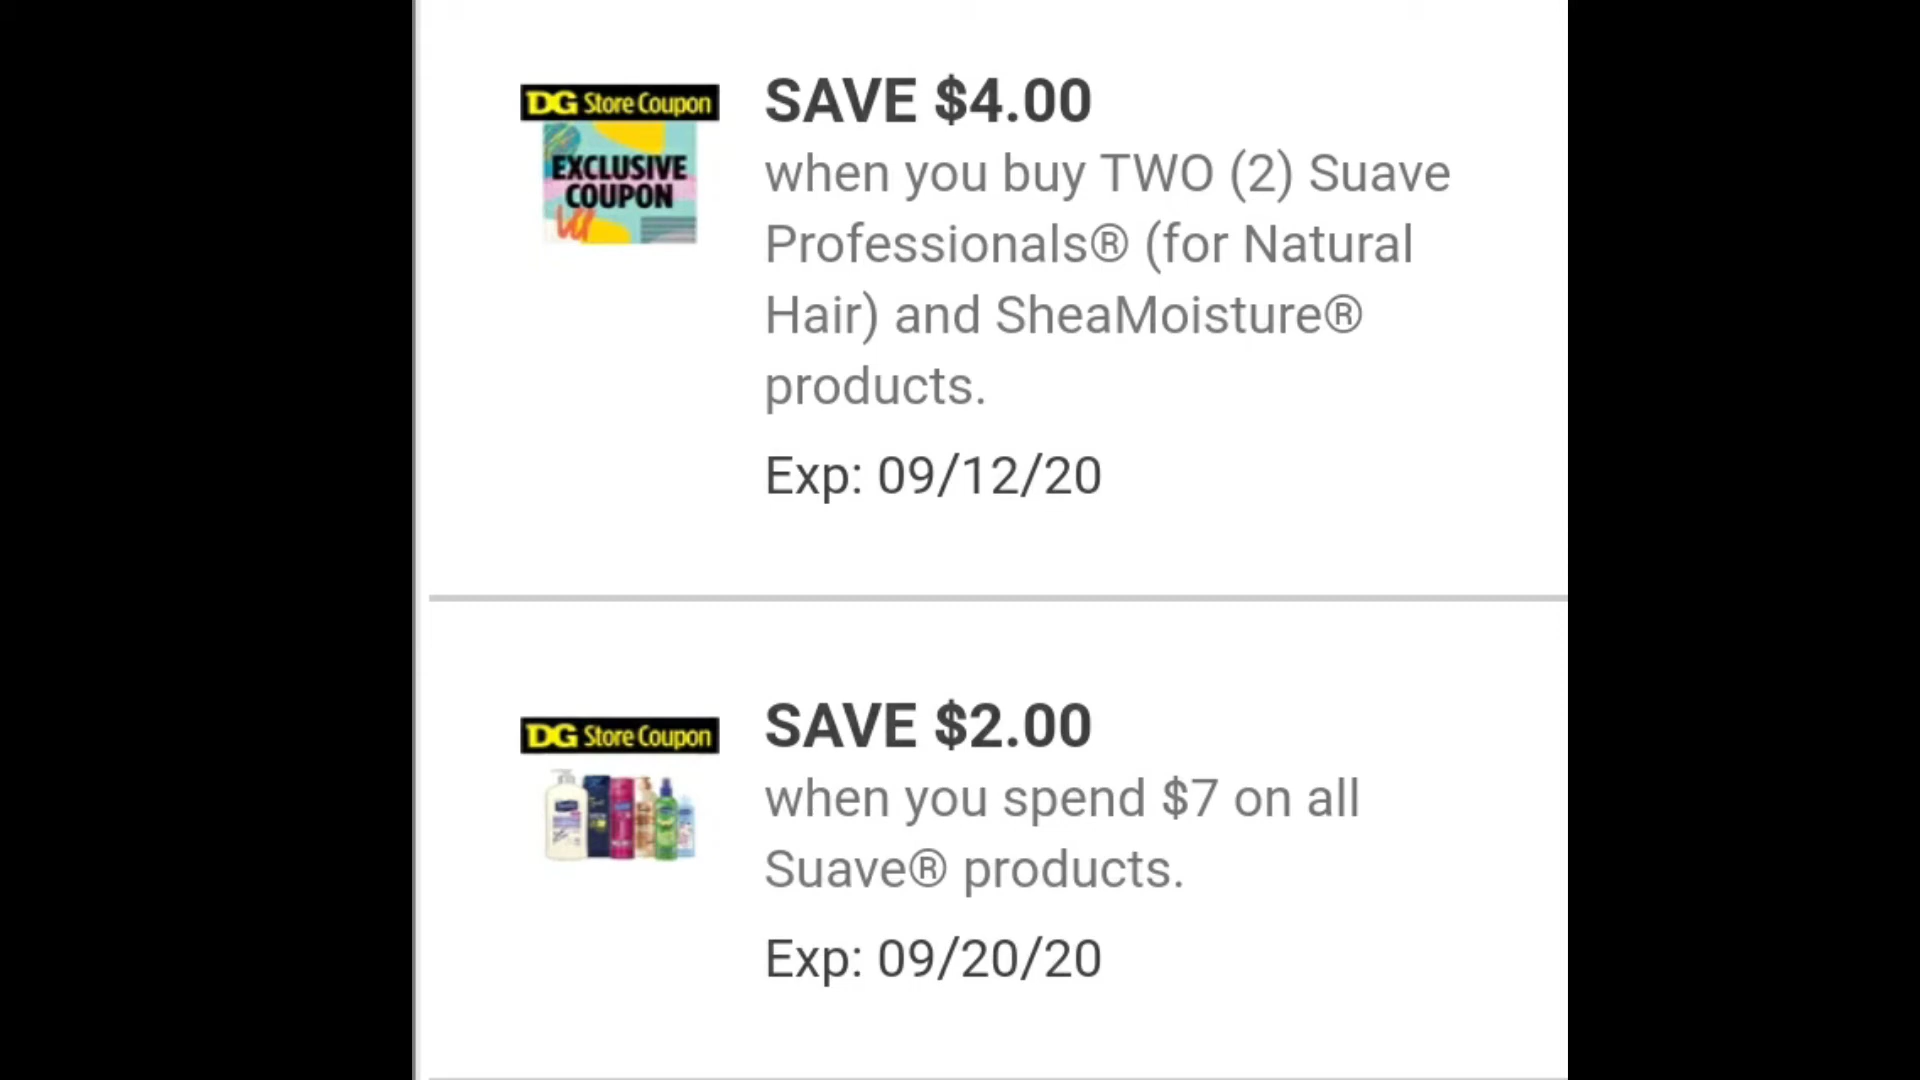 DG Store Coupon
EXCLUSIVE
COUPON
SAVE $4.00
when you buy TWO (2) Suave
Professionals® (for Natural
Hair) and SheaMoisture®
products.
Exp: 09/12/20
DG Store Coupon
SAVE $2.00
when you spend $7 on all
Suave® products.
Exp: 09/20/20